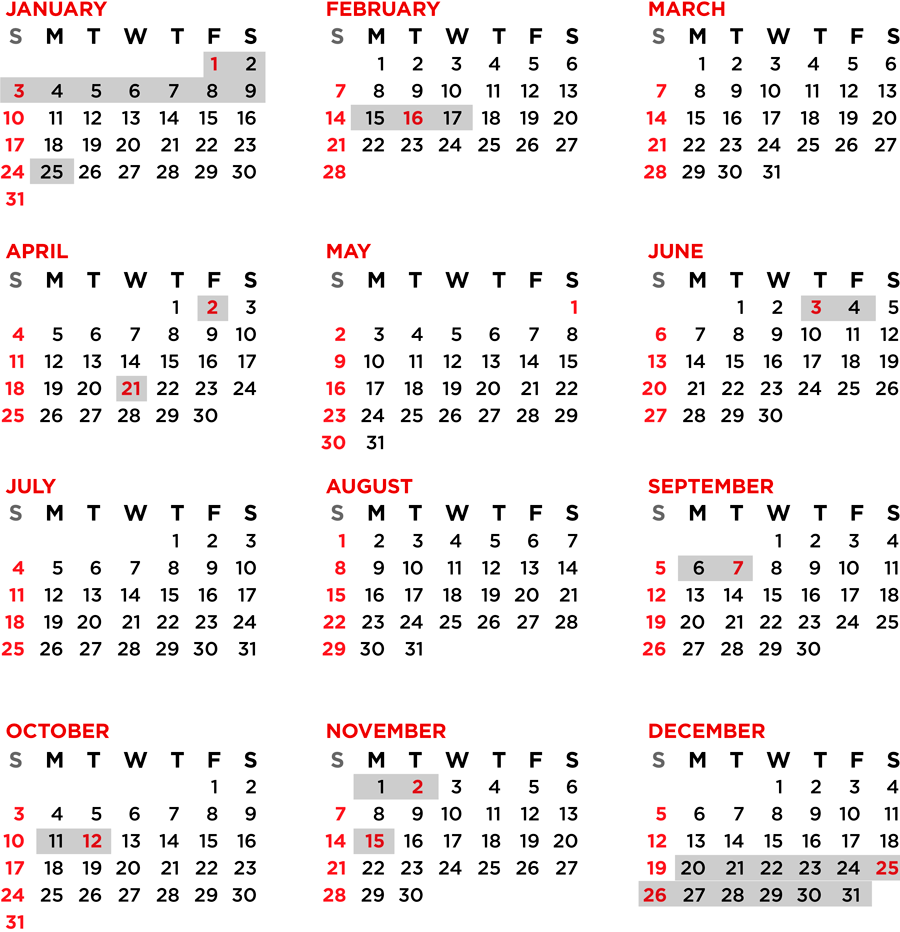 JANUARY
S M T W T F S
1 2
3 4 5 6 7 8 9
10 11 12 13 14 15 16
17 18 19 20 21 22 23
24 25 26 27 28 29 30
31
FEBRUARY
S M T W T F S
1 2 3 4 5 6
7 8 9 10 11 12 13
14 15 16 17 18 19 20
21 22 23 24 25 26 27
28
MARCH
S M T W T F S
1 2 3 4 5 6
7 8 9 10 11 12 13
14 15 16 17 18 19 20
21 22 23 24 25 26 27
28 29 30 31
APRIL
S M T W T F S
1 2 3
4 5 6 7 8 9 10
11 12 13 14 15 16 17
18 19 20 21 22 23 24
25 26 27 28 29 30
MAY
S M T W T F S
1
2 3 4 5 6 7 8
9 10 11 12 13 14 15
16 17 18 19 20 21 22
23 24 25 26 27 28 29
30 31
JUNE
S M T W T F S
1 2 3 4 5
6 7 8 9 10 11 12
13 14 15 16 17 18 19
20 21 22 23 24 25 26
27 28 29 30
JULY
S M T W T F S
1 2 3
4 5 6 7 8 9 10
11 12 13 14 15 16 17
18 19 20 21 22 23 24
25 26 27 28 29 30 31
AUGUST
S M T W T F S
1 2 3 4 5 6 7
8 9 10 11 12 13 14
15 16 17 18 19 20 21
22 23 24 25 26 27 28
29 30 31
SEPTEMBER
S M T W T F S
1 2 3 4
5 6 7 8 9 10 11
12 13 14 15 16 17 18
19 20 21 22 23 24 25
26 27 28 29 30
OCTOBER
S M T W T F S
1 2
3 4 5 6 7 8 9
10 11 12 13 14 15 16
17 18 19 20 21 22 23
24 25 26 27 28 29 30
31
NOVEMBER
S M T W T F S
1 2 3 4 5 6
7 8 9 10 11 12 13
14 15 16 17 18 19 20
21 22 23 24 25 26 27
28 29 30
DECEMBER
S M T W T F S
1 2 3 4
5 6 7 8 9 10 11
12 13 14 15 16 17 18
19 20 21 22 23 24 25
26 27 28 29 30 31